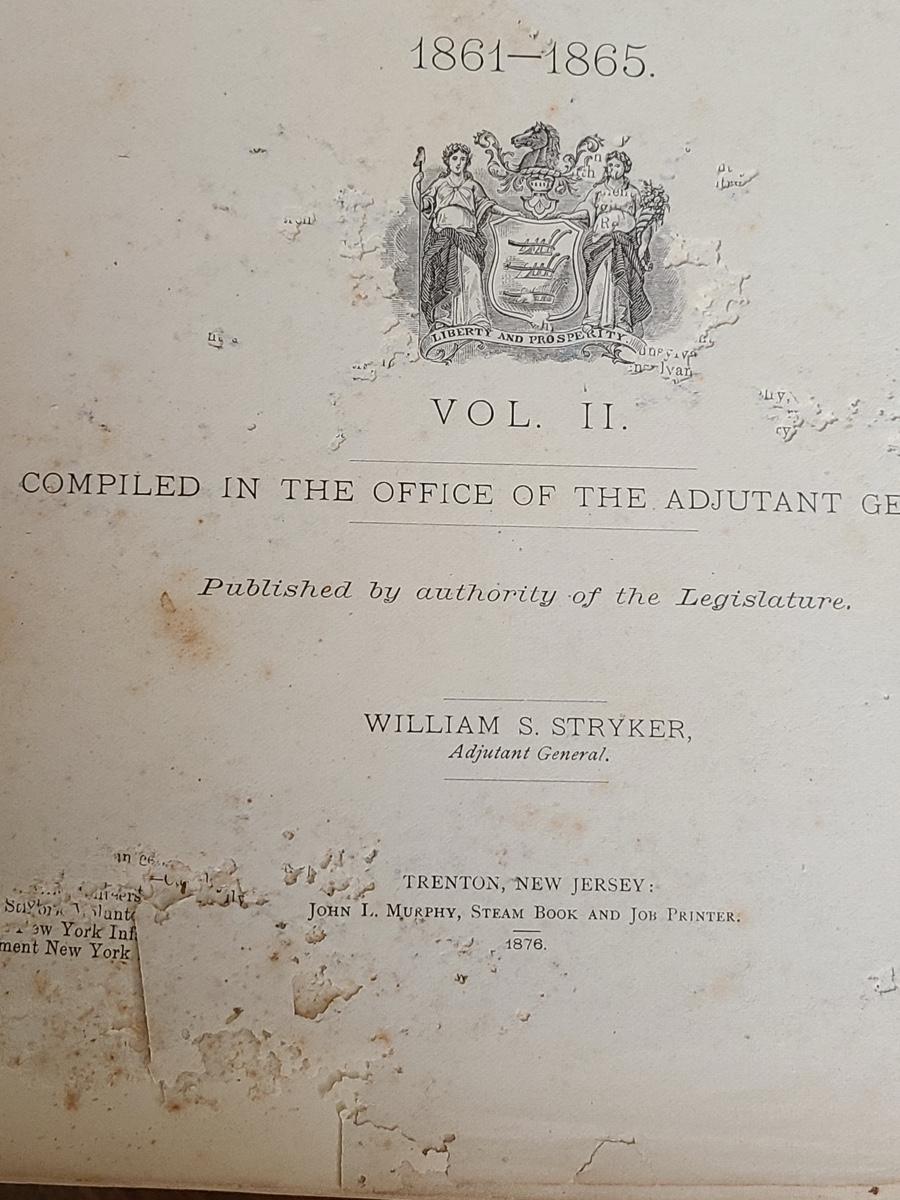 1861—1865.
LIBERTY AND PROSPERITY.
VOL. II.
COMPILED IN THE OFFICE OF THE ADJUTANT GE
Published by authority of the Legislature.
WILLIAM S. STRYKER,
Adjutant General.
TRENTON, NEW JERSEY:
JOHN L. MURPHY, STEAM BOOK AND JOB PRINTER.
1876.
York Inf
ment New York